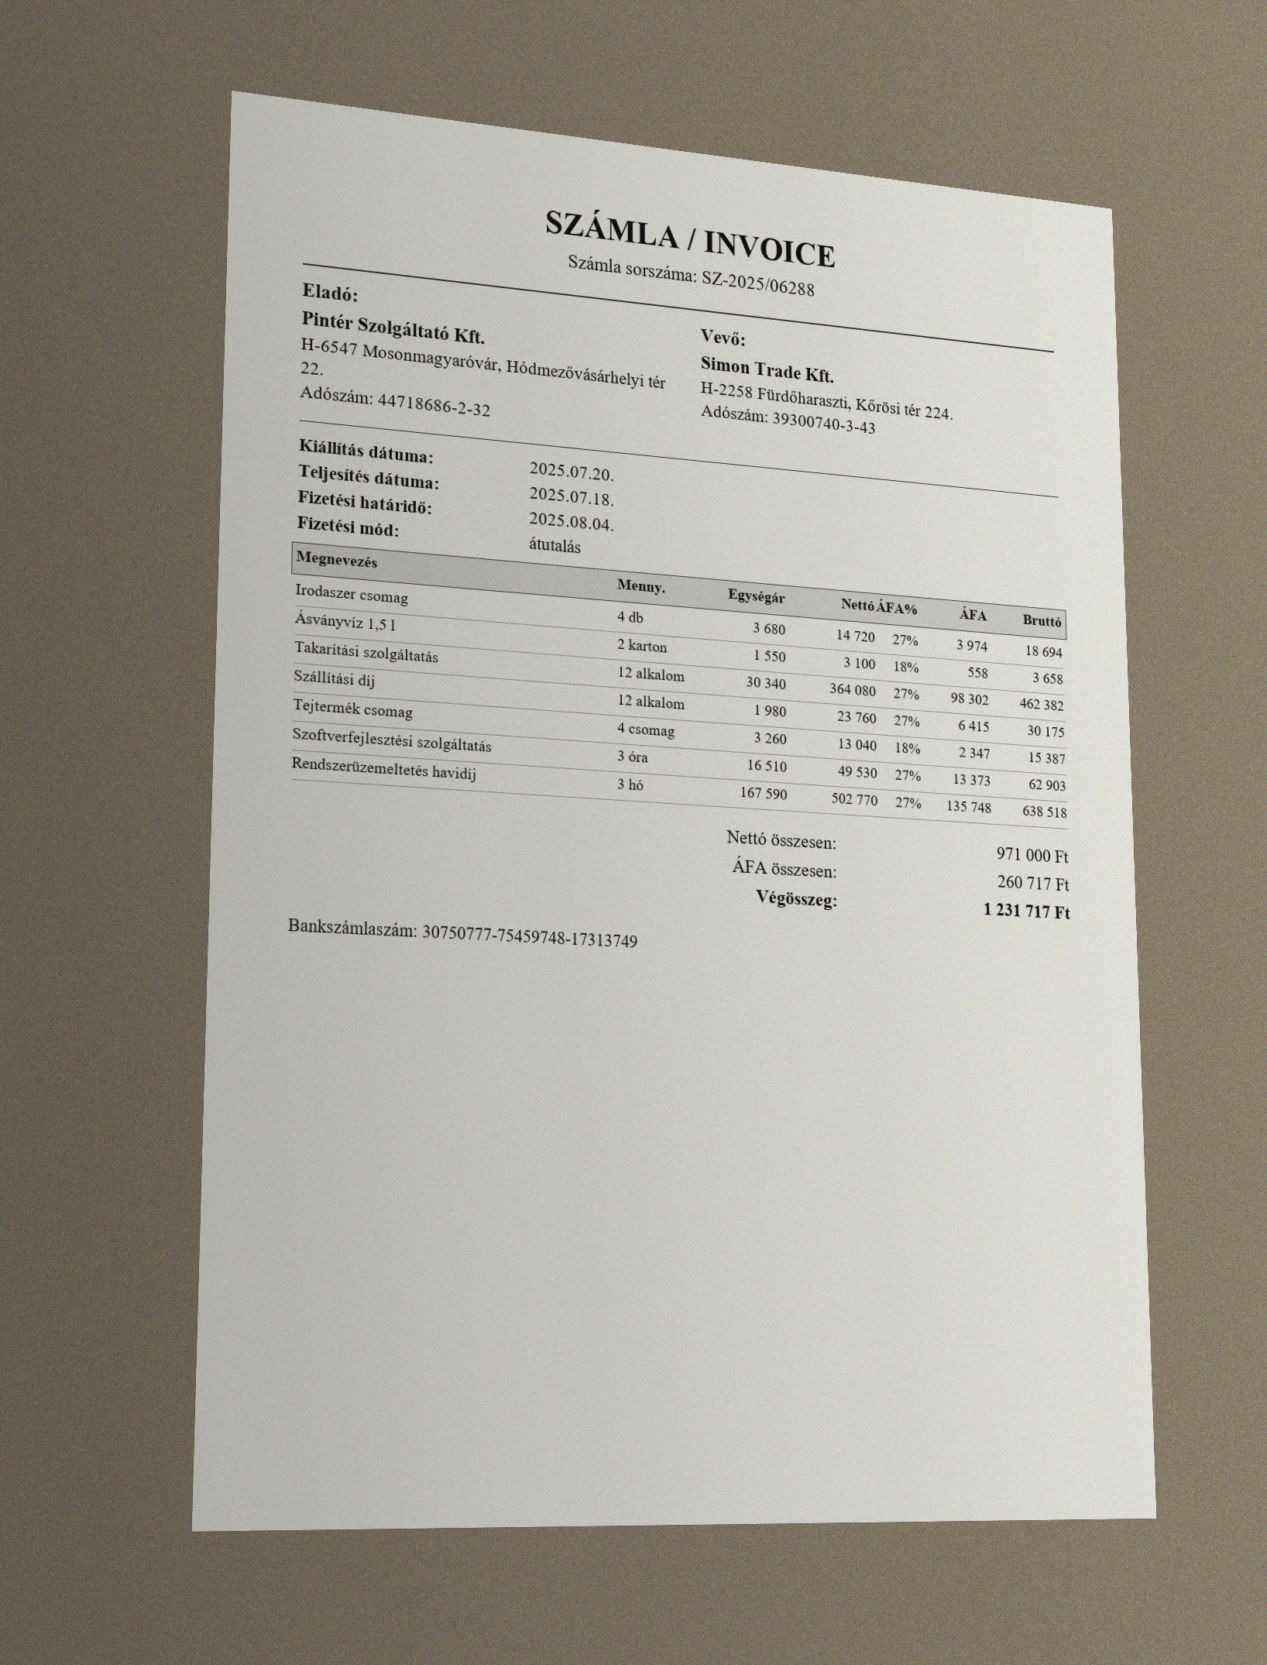 SZÁMLA / INVOICE
Számla sorszáma: SZ-2025/06288
Eladó:
Pintér Szolgáltató Kft.
H-6547 Mosonmagyaróvár, Hódmezővásárhelyi tér
22.
Adószám: 44718686-2-32
Vevő:
Simon Trade Kft.
H-2258 Fürdőharaszti, Kőrösi tér 224.
Adószám: 39300740-3-43
Kiállítás dátuma: 2025.07.20.
Teljesítés dátuma: 2025.07.18.
Fizetési határidő: 2025.08.04.
Fizetési mód: átutalás
Megnevezés Menny. Egységár Nettó ÁFA% ÁFA Bruttó
Irodaszer csomag 4 db 3 680 14 720 27% 3 974 18 694
Ásványvíz 1,5 l 2 karton 1 550 3 100 18% 558 3 658
Takarítási szolgáltatás 12 alkalom 30 340 364 080 27% 98 302 462 382
Szállítási díj 12 alkalom 1 980 23 760 27% 6 415 30 175
Tejtermék csomag 4 csomag 3 260 13 040 18% 2 347 15 387
Szoftverfejlesztési szolgáltatás 3 óra 16 510 49 530 27% 13 373 62 903
Rendszerüzemeltetés havidíj 3 hó 167 590 502 770 27% 135 748 638 518
Nettó összesen: 971 000 Ft
ÁFA összesen: 260 717 Ft
Végösszeg: 1 231 717 Ft
Bankszámlaszám: 30750777-75459748-17313749